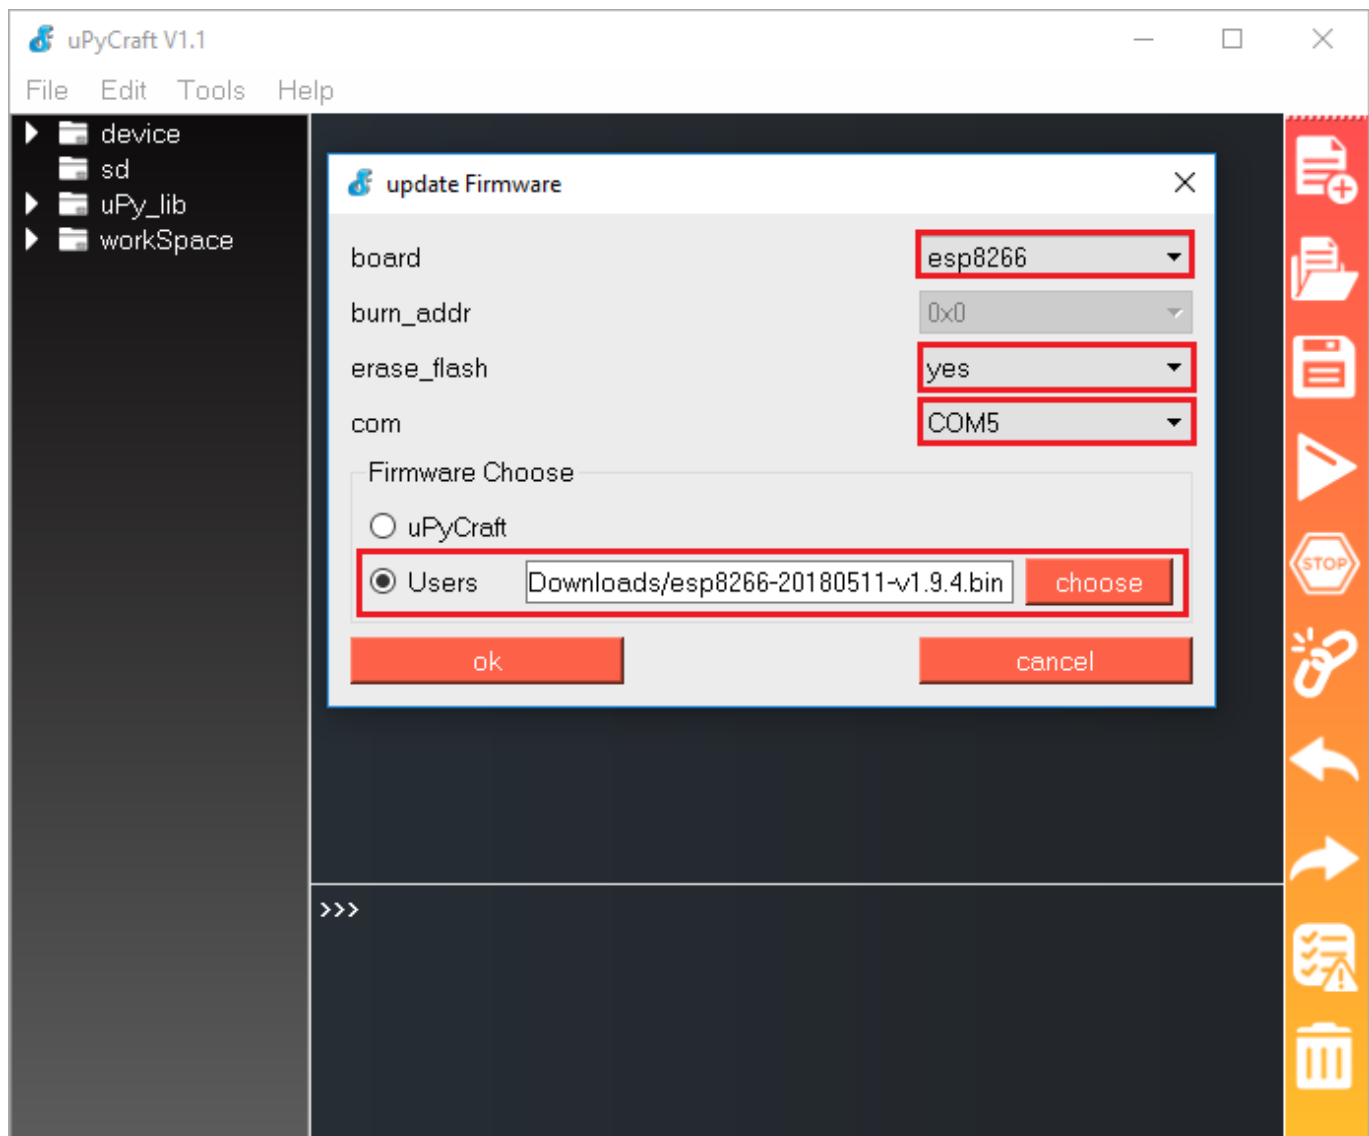 uPyCraft V1.1
File Edit Tools Help
device
sd
uPy_lib
workSpace
update Firmware
board esp8266
burn_addr 0x0
erase_flash yes
com COM5
Firmware Choose
uPyCraft
Users Downloads/esp8266-20180511-v1.9.4.bin choose
ok cancel
STOP
>>>